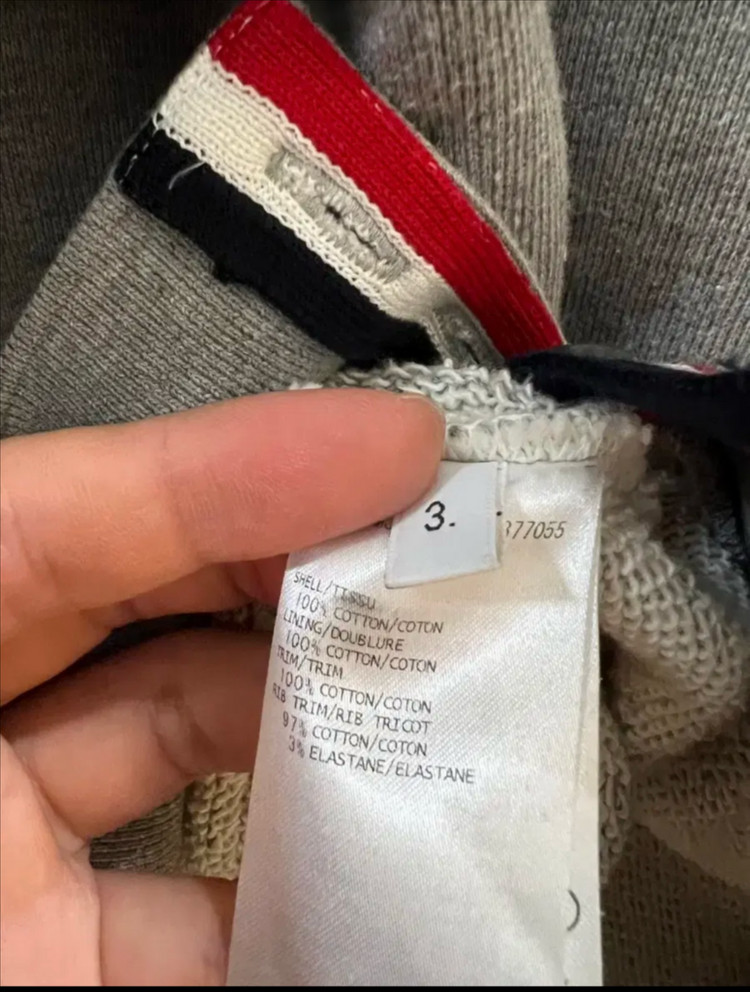 3.
377055
SHELL/TISSU
100% COTTON/COTON
LINING/DOUBLURE
100% COTTON/COTON
TRIM/TRIM
100% COTTON/COTON
RIB TRIM/RIB TRICOT
97% COTTON/COTON
3% ELASTANE/ELASTANE